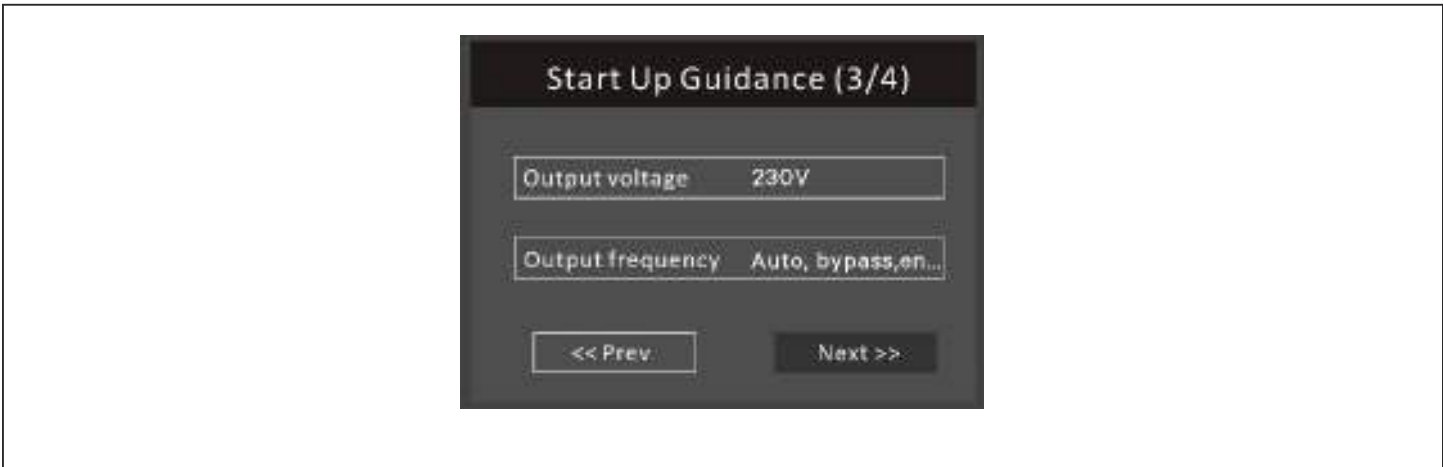 Start Up Guidance (3/4)
Output voltage 230V
Output frequency Auto, bypass,en...
<< Prev Next >>